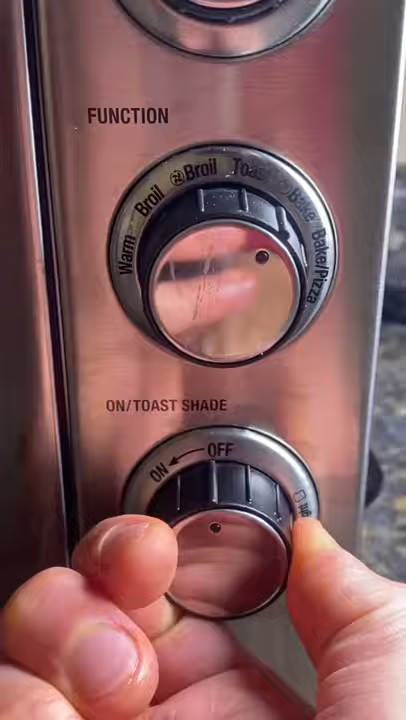 FUNCTION
Warm
Broil
Broil
Toast
Bake
Bake/Pizza
ON/TOAST SHADE
ON
OFF